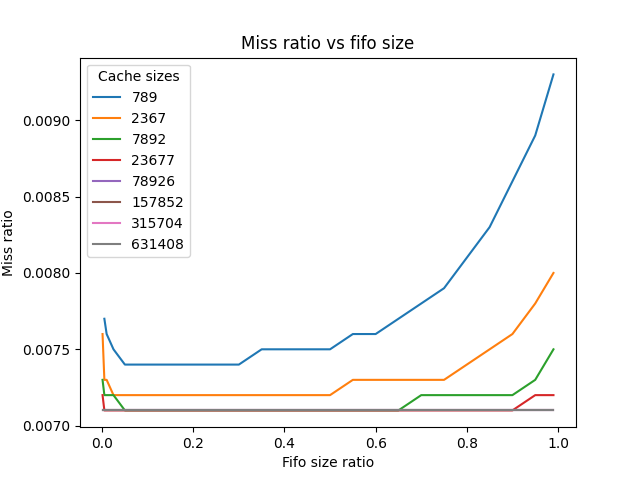 Miss ratio vs fifo size
Cache sizes
789
2367
7892
23677
78926
157852
315704
631408
Miss ratio
0.0090
0.0085
0.0080
0.0075
0.0070
0.0 0.2 0.4 0.6 0.8 1.0
Fifo size ratio